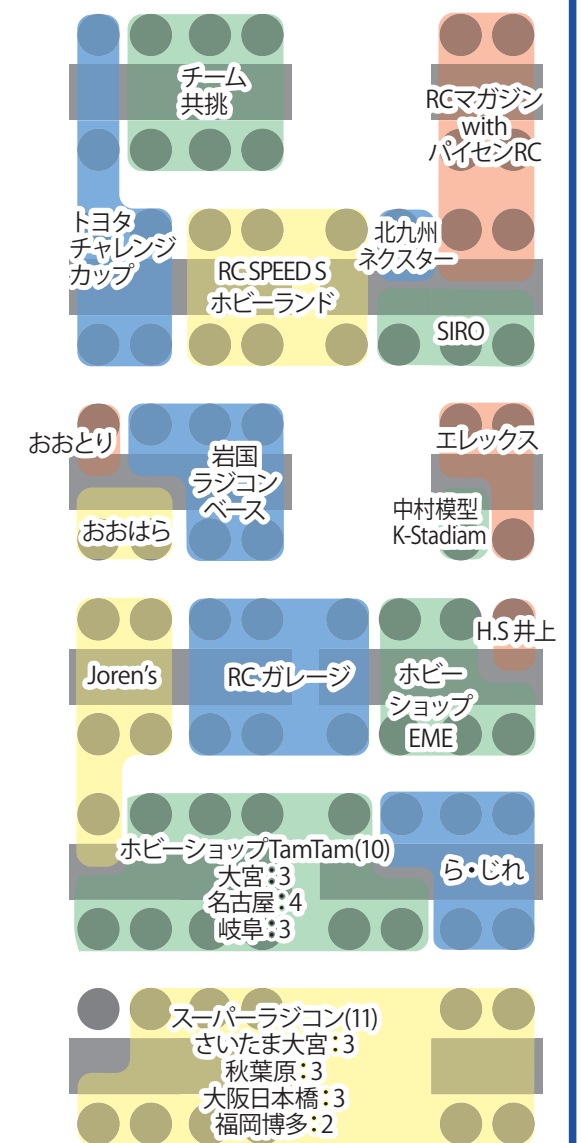 チーム
共挑
RCマガジン
with
パイセンRC
トヨタ
チャレンジ
カップ
RC SPEED S
ホビーランド
北九州
ネクスター
SIRO
おおとり
岩国
ラジコン
ベース
エレックス
おおはら
中村模型
K-Stadiam
Joren's
RCガレージ
ホビー
ショップ
EME
H.S 井上
ホビーショップTamTam(10)
大宮：3
名古屋：4
岐阜：3
ら・じれ
スーパーラジコン(11)
さいたま大宮：3
秋葉原：3
大阪日本橋：3
福岡博多：2